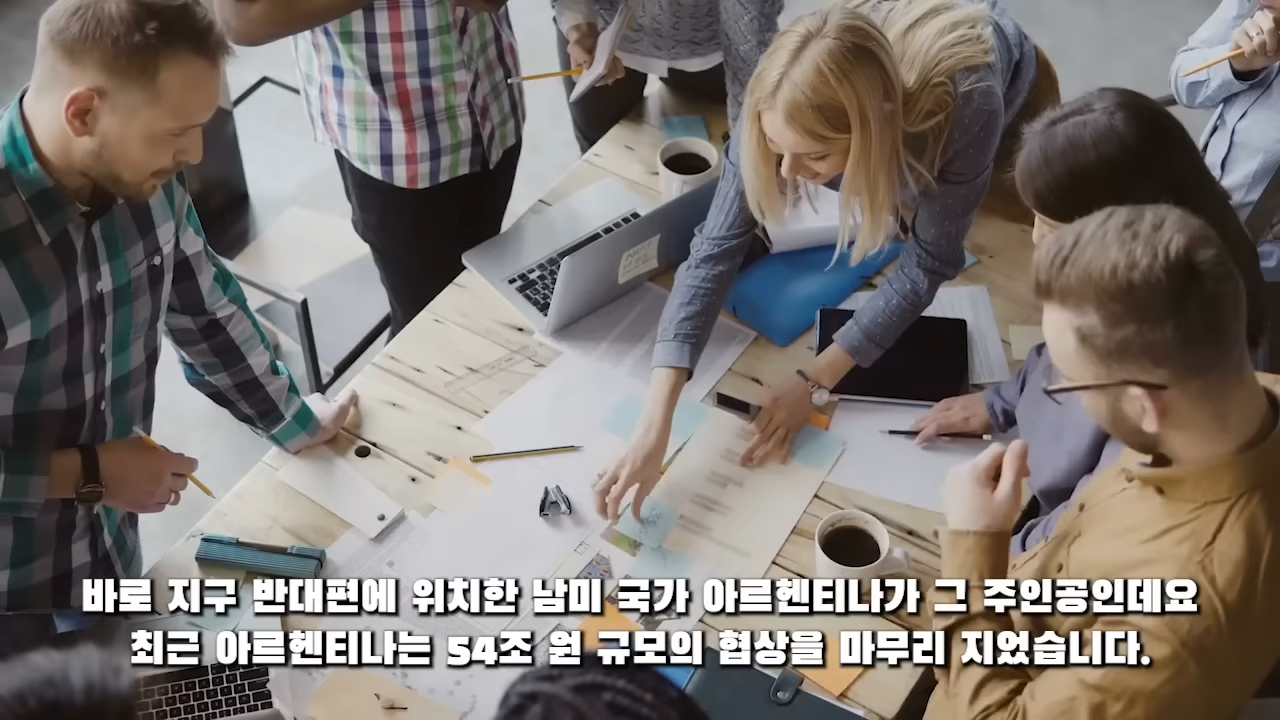 바로 지구 반대편에 위치한 남미 국가 아르헨티나가 그 주인공인데요
최근 아르헨티나는 54조 원 규모의 협상을 마무리 지었습니다.